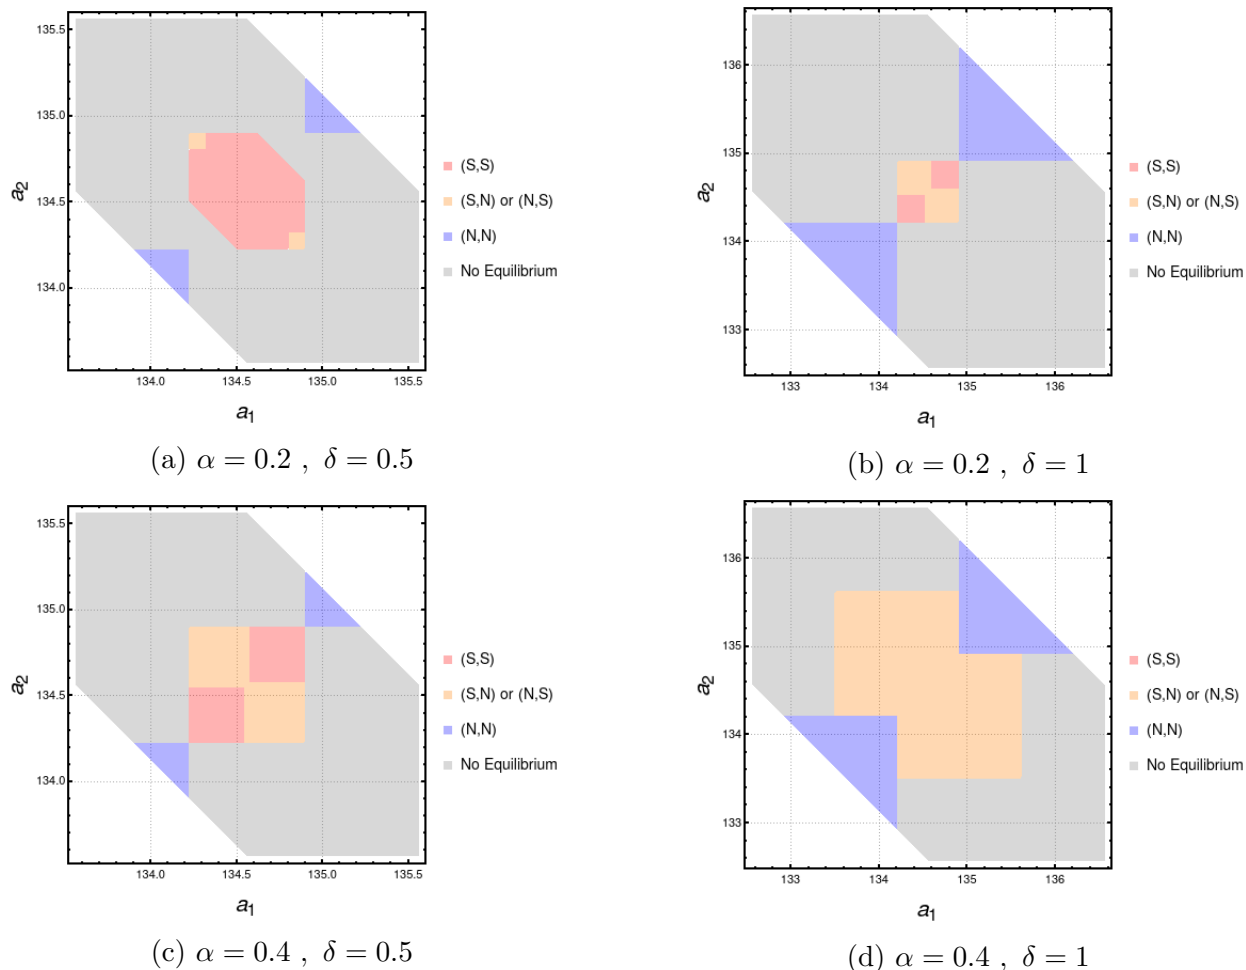 135.5
135.0
134.5
134.0
a₂
134.0 134.5 135.0 135.5
a₁
(S,S)
(S,N) or (N,S)
(N,N)
No Equilibrium
(a) α = 0.2 , δ = 0.5
136
135
134
133
a₂
133 134 135 136
a₁
(S,S)
(S,N) or (N,S)
(N,N)
No Equilibrium
(b) α = 0.2 , δ = 1
135.5
135.0
134.5
134.0
a₂
134.0 134.5 135.0 135.5
a₁
(S,S)
(S,N) or (N,S)
(N,N)
No Equilibrium
(c) α = 0.4 , δ = 0.5
136
135
134
133
a₂
133 134 135 136
a₁
(S,S)
(S,N) or (N,S)
(N,N)
No Equilibrium
(d) α = 0.4 , δ = 1